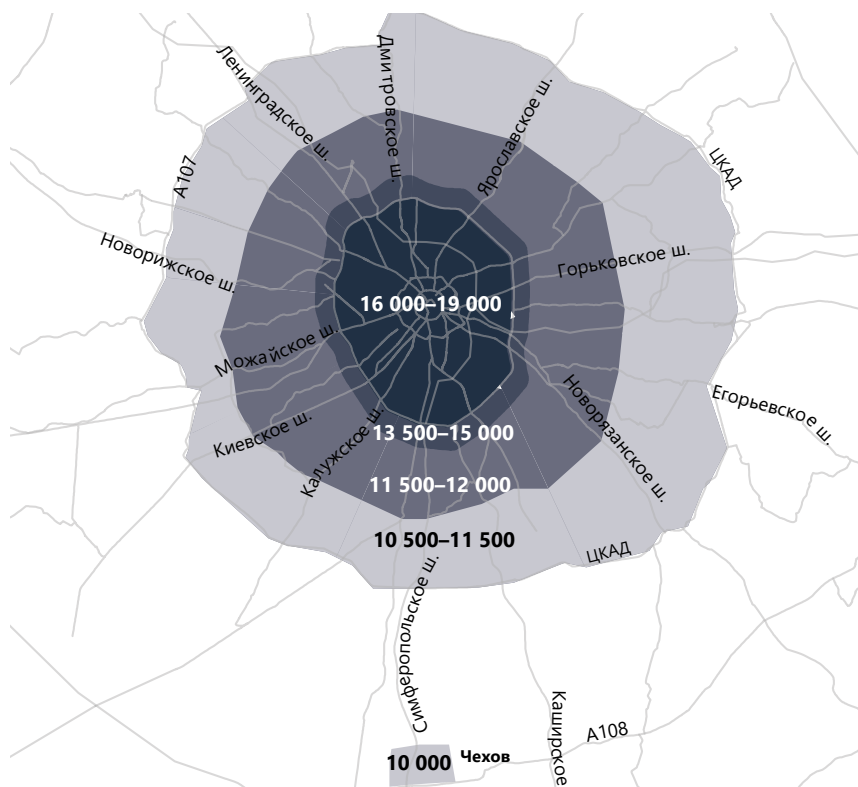 Дмитровское ш.
Ленинградское ш.
Ярославское ш.
А107
ЦКАД
Новорижское ш.
Горьковское ш.
16 000–19 000
Можайское ш.
Егорьевское ш.
Новорязанское ш.
Киевское ш.
Калужское ш.
13 500–15 000
11 500–12 000
10 500–11 500
ЦКАД
Симферопольское ш.
Каширское
А108
10 000
Чехов